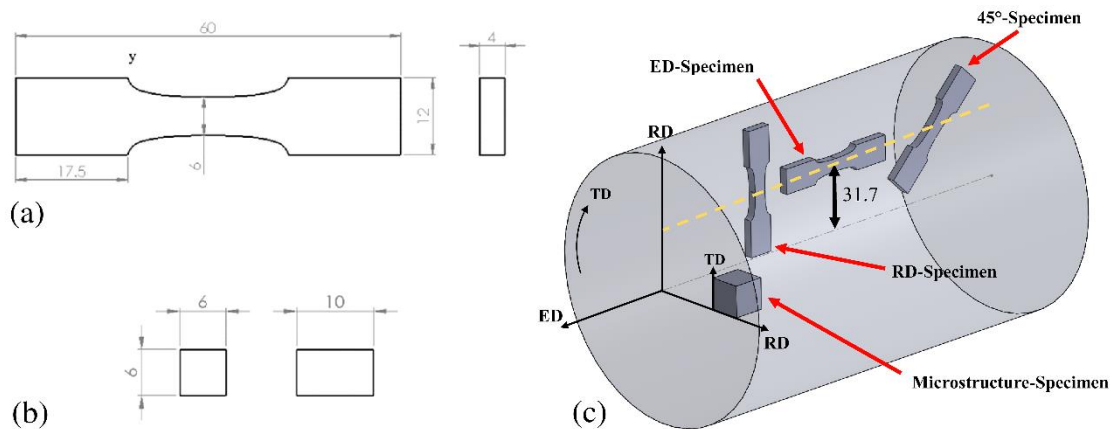 60
4
y
12
6
17.5
(a)
6
10
6
(b)
45°-Specimen
ED-Specimen
RD
TD
31.7
TD
RD-Specimen
ED
RD
Microstructure-Specimen
(c)